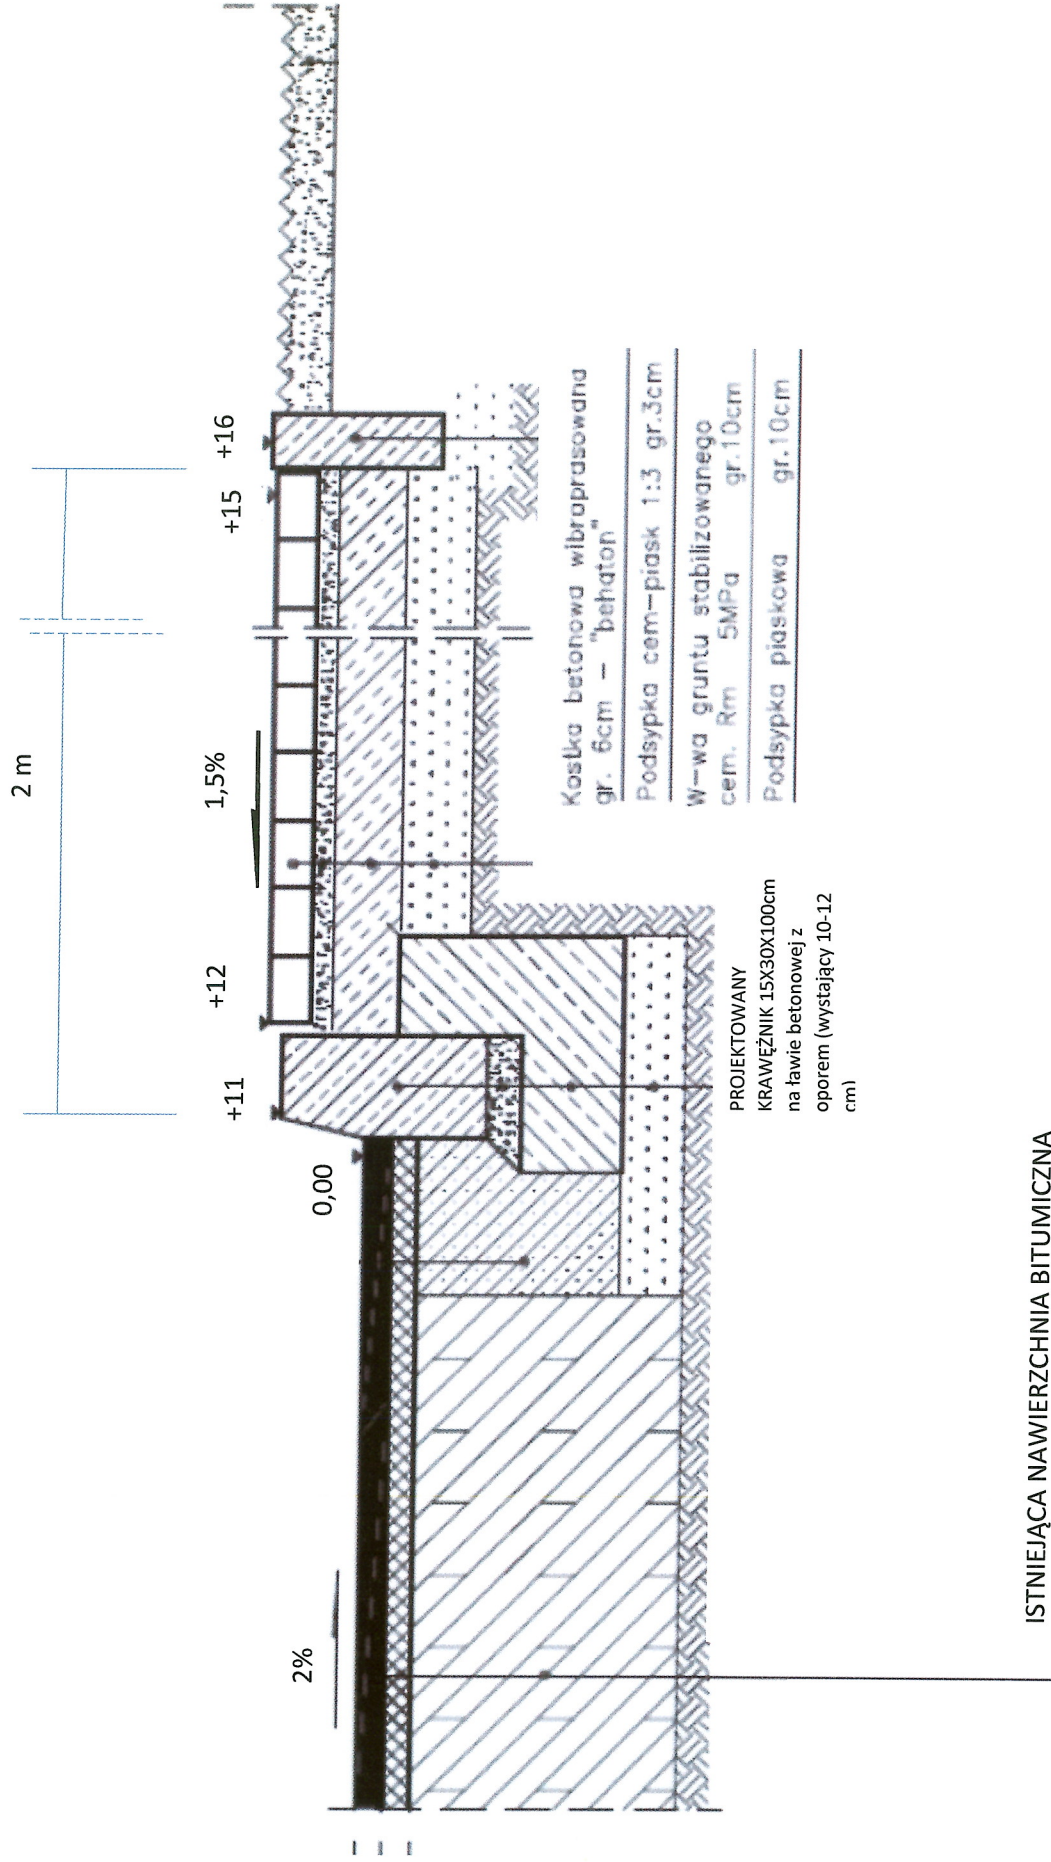 2 m
2%
0,00
+11
+12
1,5%
+15
+16
Kostka betonowa wibroprasowana
gr. 6cm – "behaton"
Podsypka cem-piask 1:3 gr.3cm
W-wa gruntu stabilizowanego
cem. Rm 5MPa gr.10cm
Podsypka piaskowa gr.10cm
PROJEKTOWANY
KRAWĘŻNIK 15X30X100cm
na ławie betonowej z
oporem (wystający 10-12
cm)
ISTNIEJĄCA NAWIERZCHNIA BITUMICZNA